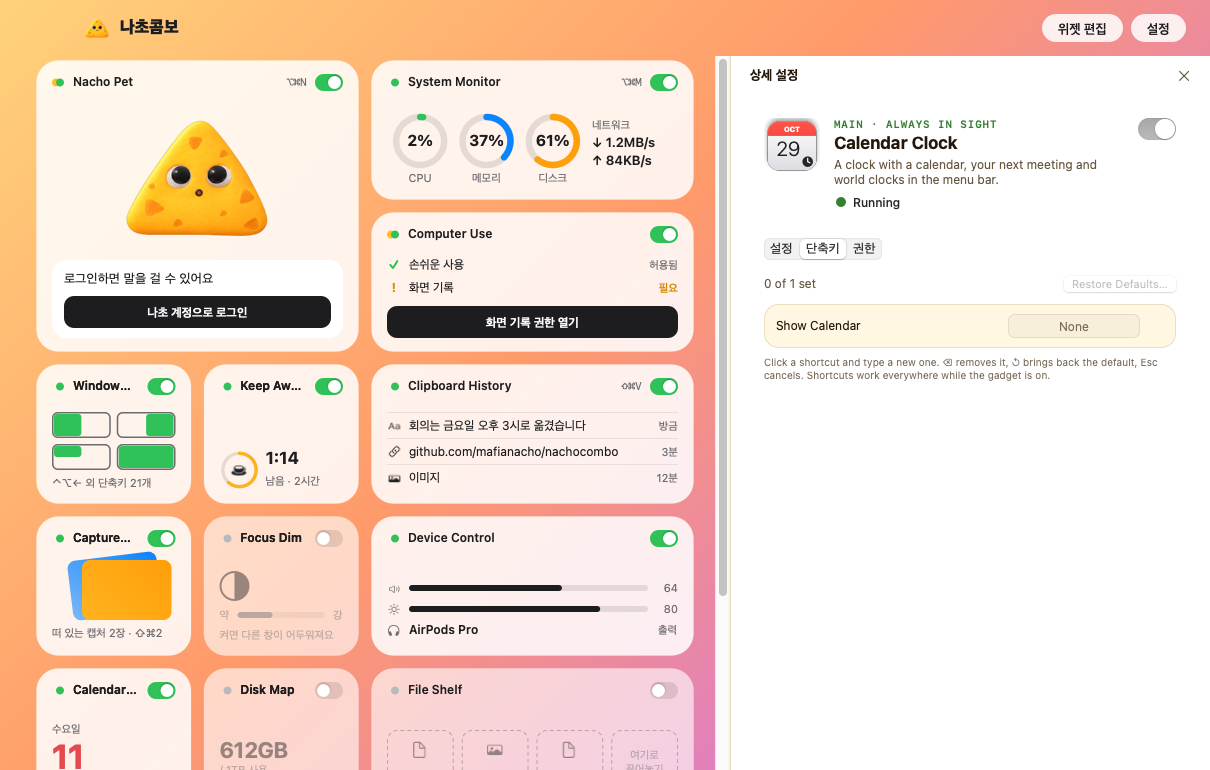 나초콤보
위젯 편집
설정
Nacho Pet
⌥⌘N
로그인하면 말을 걸 수 있어요
나초 계정으로 로그인
System Monitor
⌥⌘M
2%
37%
61%
CPU
메모리
디스크
네트워크
↓ 1.2MB/s
↑ 84KB/s
Computer Use
손쉬운 사용
허용됨
! 화면 기록
필요
화면 기록 권한 열기
Window...
^⌥← 외 단축키 21개
Keep Aw...
1:14
남음 · 2시간
Clipboard History
⇧⌘V
Aa 회의는 금요일 오후 3시로 옮겼습니다
방금
github.com/mafianacho/nachocombo
3분
이미지
12분
Capture...
떠 있는 캡처 2장 · ⇧⌘2
Focus Dim
약
강
켜면 다른 창이 어두워져요
Device Control
64
80
AirPods Pro
출력
Calendar...
수요일
11
Disk Map
612GB
/ 1TB 사용
File Shelf
여기로
끌어놓기
상세 설정
OCT
29
MAIN · ALWAYS IN SIGHT
Calendar Clock
A clock with a calendar, your next meeting and
world clocks in the menu bar.
Running
설정
단축키
권한
0 of 1 set
Restore Defaults...
Show Calendar
None
Click a shortcut and type a new one. ⌫ removes it, ↺ brings back the default, Esc
cancels. Shortcuts work everywhere while the gadget is on.